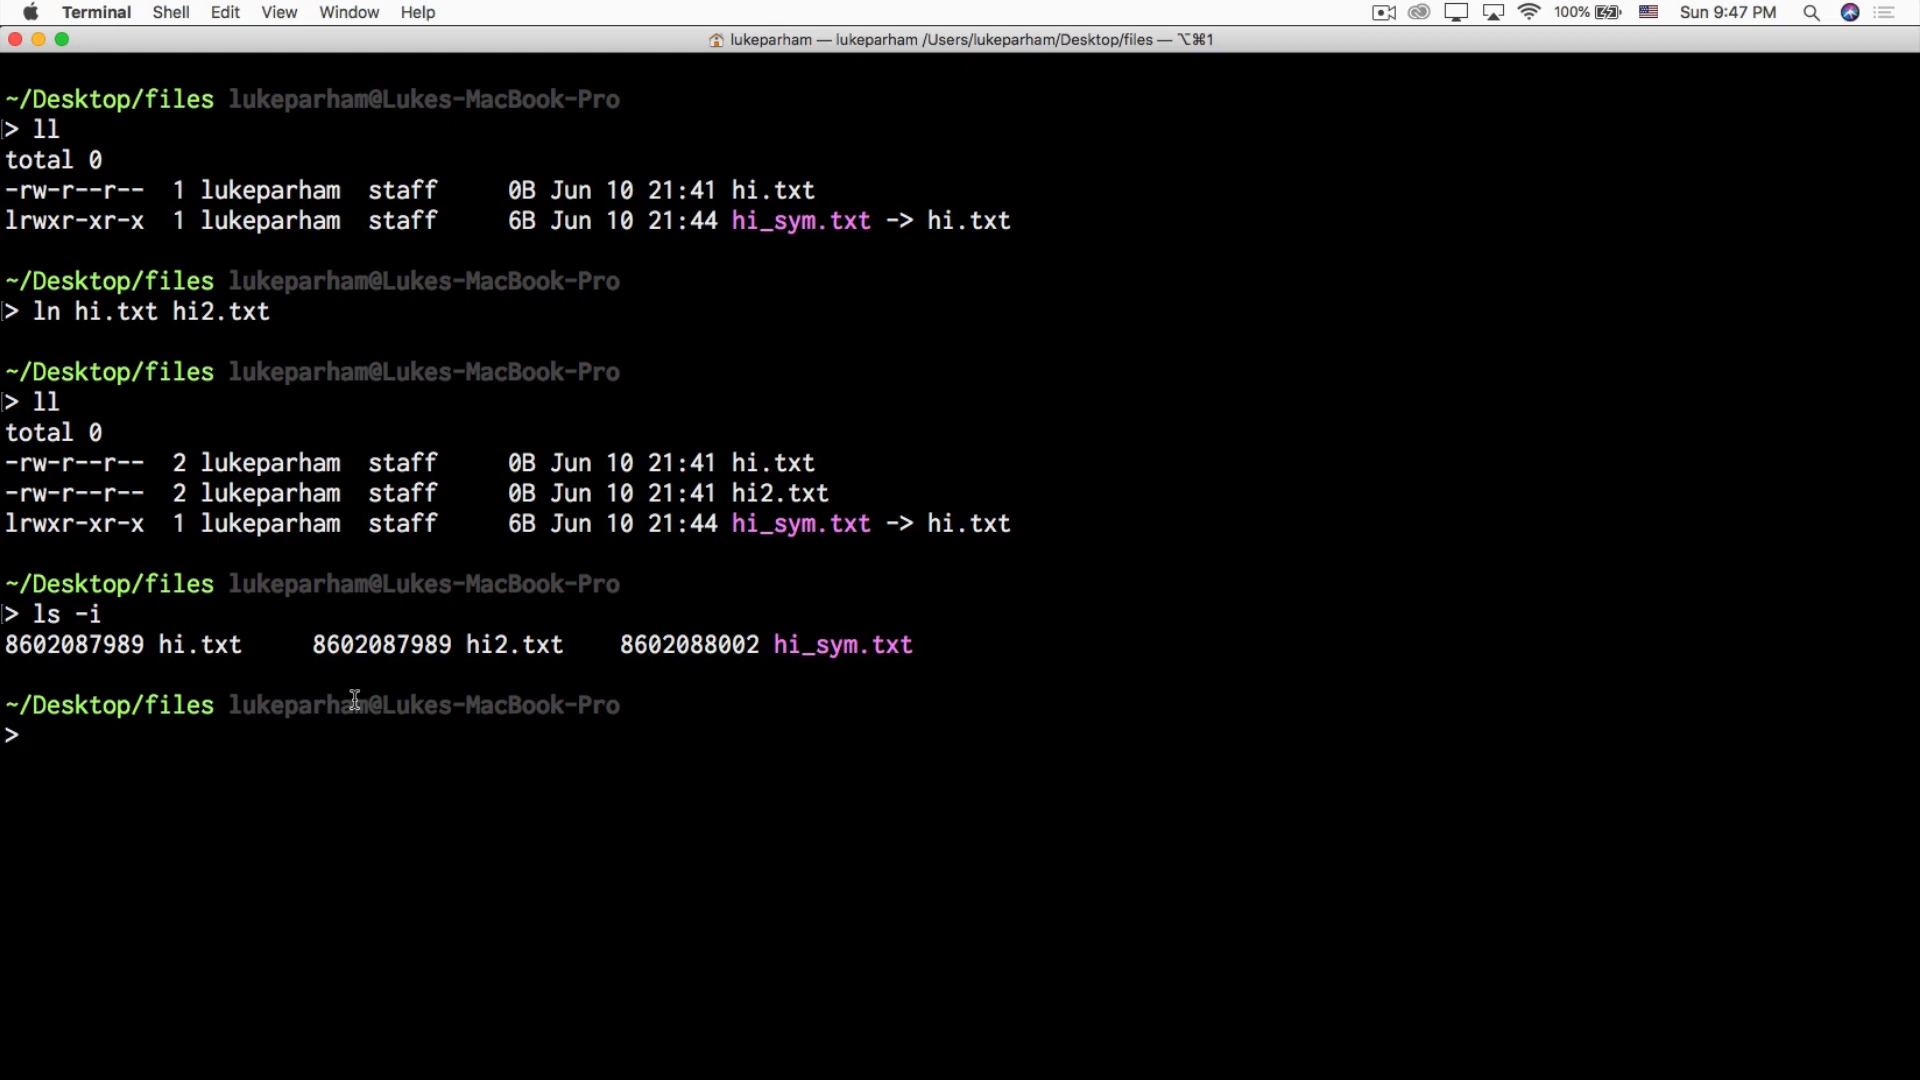 Terminal Shell Edit View Window Help 100% Sun 9:47 PM
lukeparham — lukeparham /Users/lukeparham/Desktop/files — ⌥⌘1
~/Desktop/files lukeparham@Lukes-MacBook-Pro
> ll
total 0
-rw-r--r-- 1 lukeparham staff 0B Jun 10 21:41 hi.txt
lrwxr-xr-x 1 lukeparham staff 6B Jun 10 21:44 hi_sym.txt -> hi.txt
~/Desktop/files lukeparham@Lukes-MacBook-Pro
> ln hi.txt hi2.txt
~/Desktop/files lukeparham@Lukes-MacBook-Pro
> ll
total 0
-rw-r--r-- 2 lukeparham staff 0B Jun 10 21:41 hi.txt
-rw-r--r-- 2 lukeparham staff 0B Jun 10 21:41 hi2.txt
lrwxr-xr-x 1 lukeparham staff 6B Jun 10 21:44 hi_sym.txt -> hi.txt
~/Desktop/files lukeparham@Lukes-MacBook-Pro
> ls -i
8602087989 hi.txt 8602087989 hi2.txt 8602088002 hi_sym.txt
~/Desktop/files lukeparham@Lukes-MacBook-Pro
>